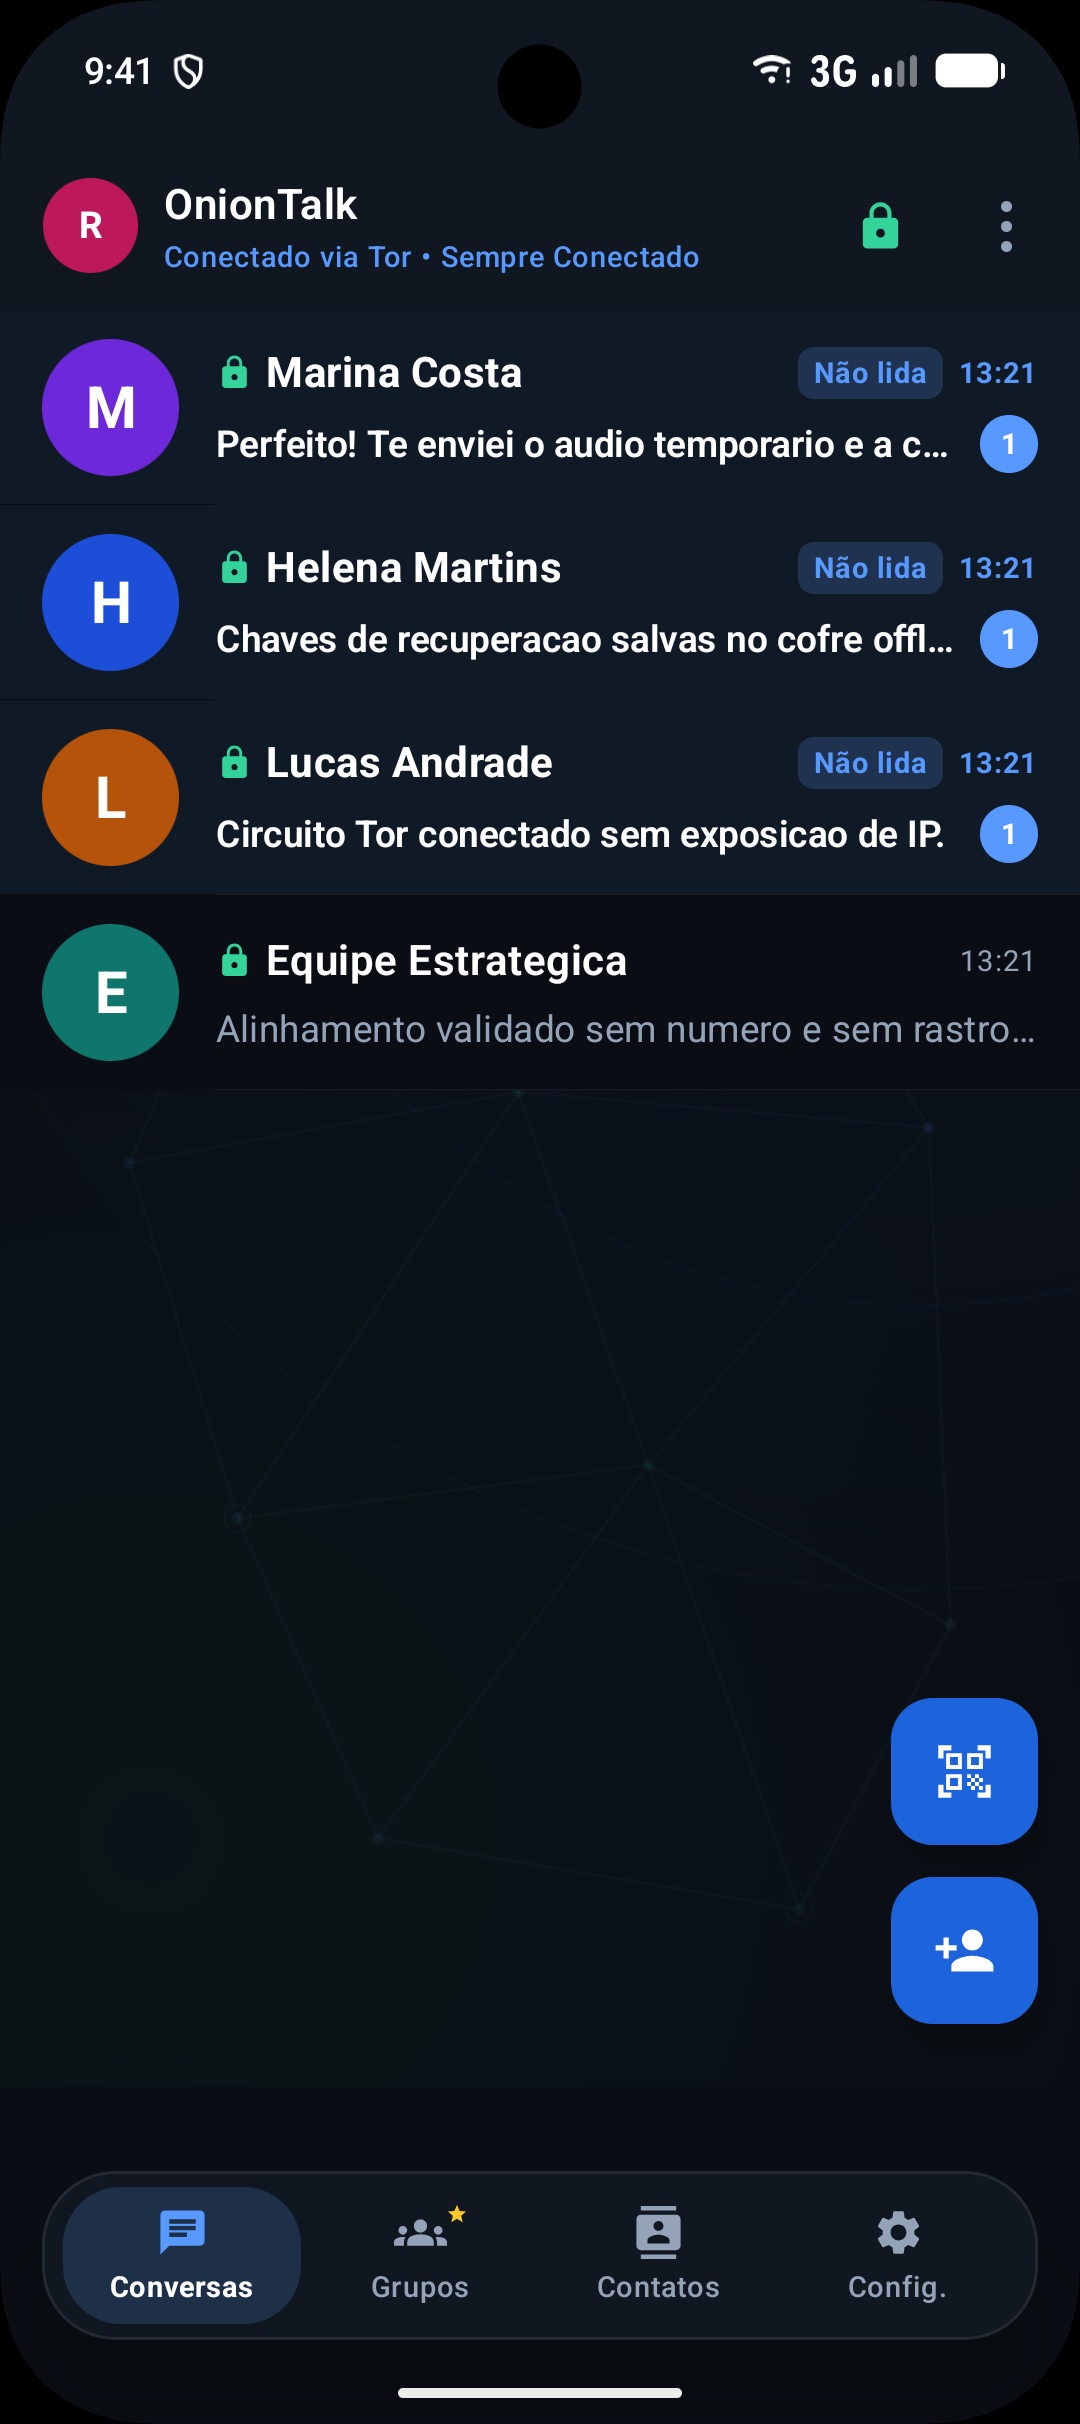 9:41
3G
R
OnionTalk
Conectado via Tor • Sempre Conectado
M
Marina Costa
Não lida
13:21
Perfeito! Te enviei o audio temporario e a c...
1
H
Helena Martins
Não lida
13:21
Chaves de recuperacao salvas no cofre offl...
1
L
Lucas Andrade
Não lida
13:21
Circuito Tor conectado sem exposicao de IP.
1
E
Equipe Estrategica
13:21
Alinhamento validado sem numero e sem rastro...
Conversas
Grupos
Contatos
Config.